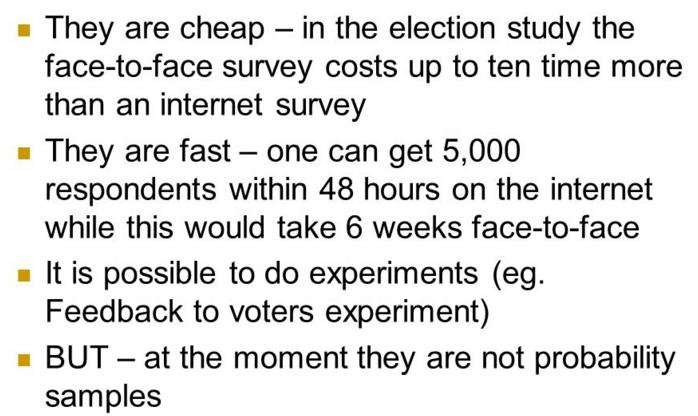 They are cheap – in the election study the
face-to-face survey costs up to ten time more
than an internet survey
They are fast – one can get 5,000
respondents within 48 hours on the internet
while this would take 6 weeks face-to-face
It is possible to do experiments (eg.
Feedback to voters experiment)
BUT – at the moment they are not probability
samples